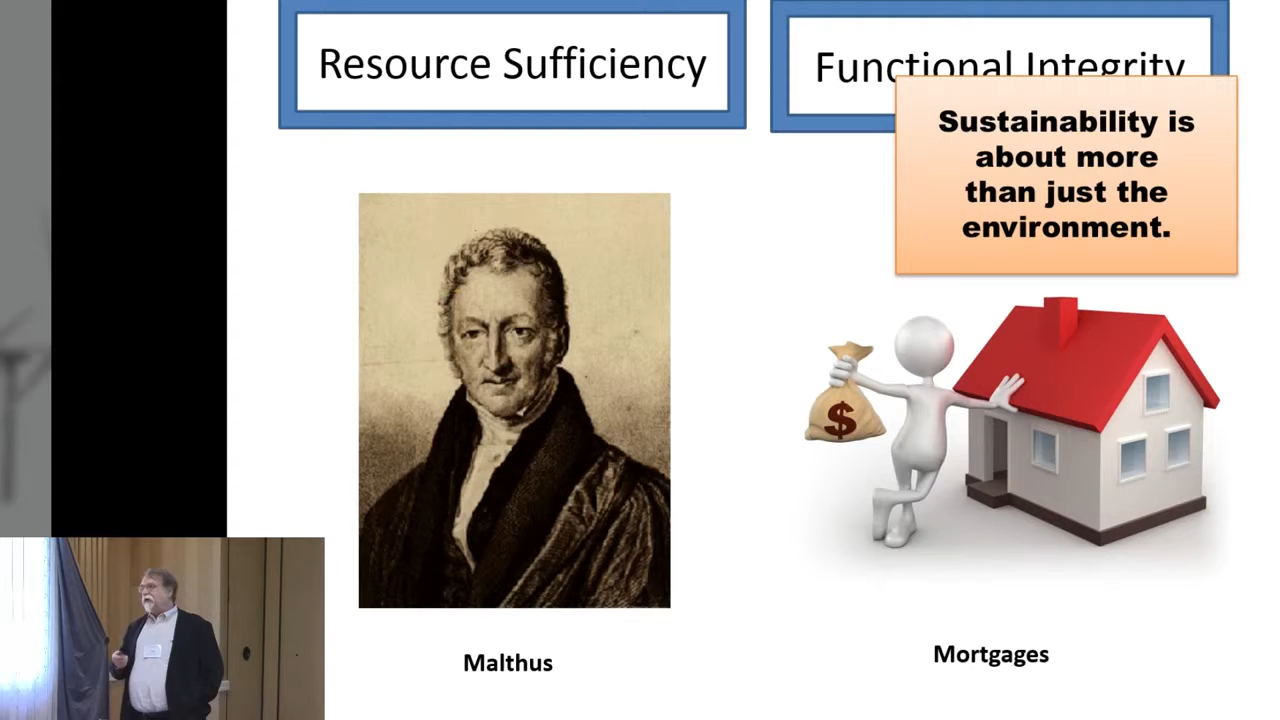 Resource Sufficiency
Functional Integrity
Sustainability is
about more
than just the
environment.
$
Malthus
Mortgages